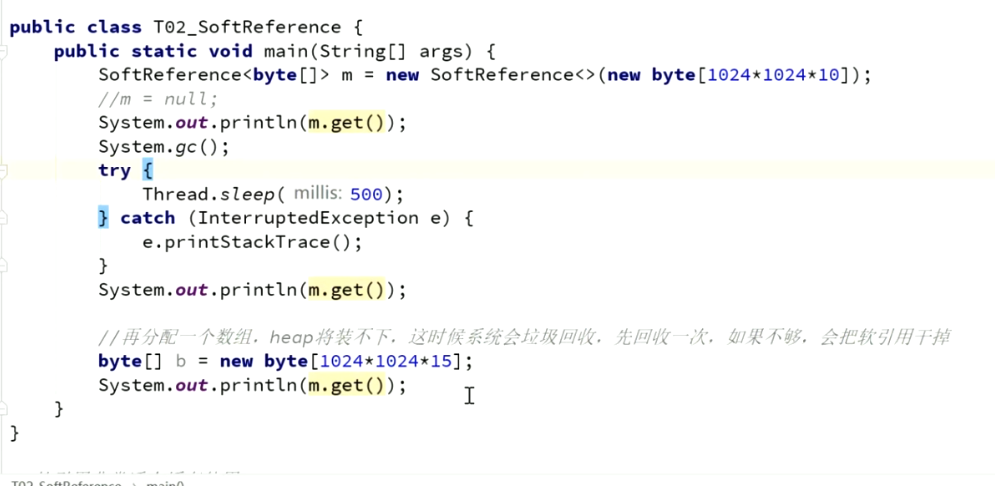 public class T02_SoftReference {
public static void main(String[] args) {
SoftReference<byte[]> m = new SoftReference<>(new byte[1024*1024*10]);
//m = null;
System.out.println(m.get());
System.gc();
try {
Thread.sleep( millis: 500);
} catch (InterruptedException e) {
e.printStackTrace();
}
System.out.println(m.get());
//再分配一个数组，heap将装不下，这时候系统会垃圾回收，先回收一次，如果不够，会把软引用干掉
byte[] b = new byte[1024*1024*15];
System.out.println(m.get());
}
}
T02_SoftReference > main()